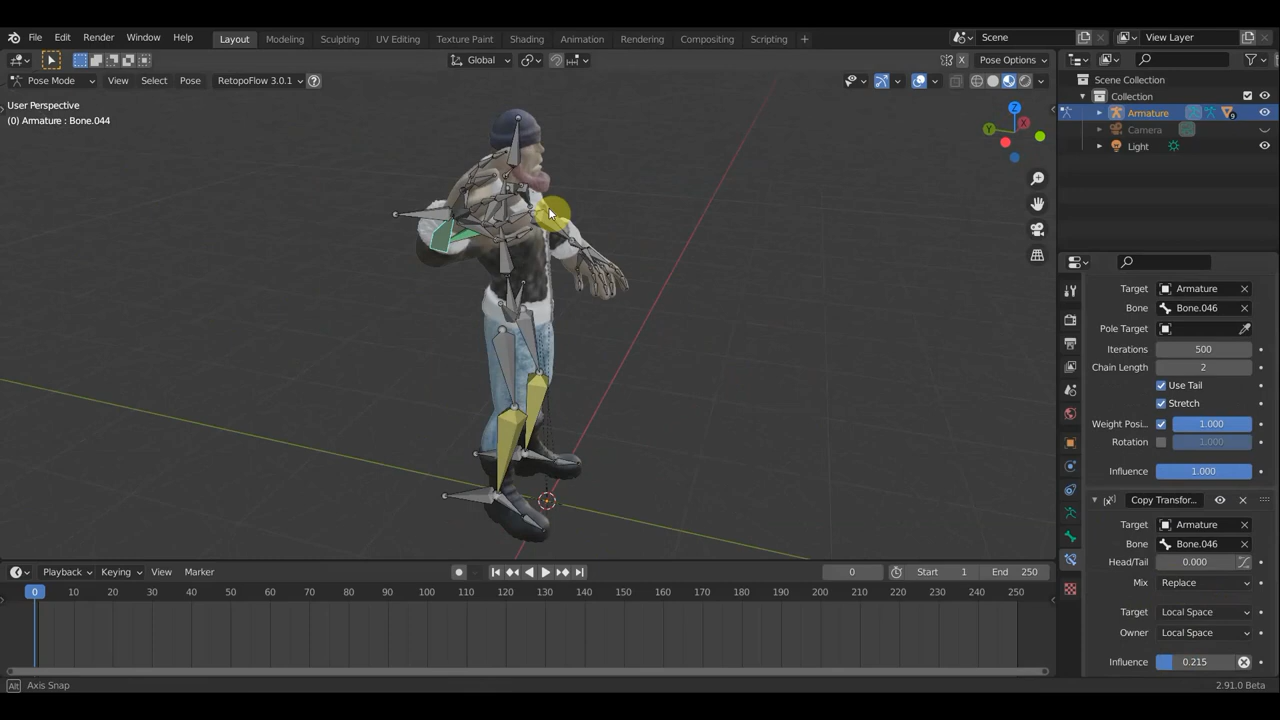 File Edit Render Window Help Layout Modeling Sculpting UV Editing Texture Paint Shading Animation Rendering Compositing Scripting + Scene View Layer
Global X Pose Options
Pose Mode View Select Pose RetopoFlow 3.0.1 ?
User Perspective
(0) Armature : Bone.044
Z
Y
X
Scene Collection
Collection
Armature
Camera
Light
Target Armature
Bone Bone.046
Pole Target
Iterations 500
Chain Length 2
Use Tail
Stretch
Weight Posi... 1.000
Rotation 1.000
Influence 1.000
Copy Transfor...
Target Armature
Bone Bone.046
Head/Tail 0.000
Mix Replace
Target Local Space
Owner Local Space
Influence 0.215
Playback Keying View Marker 0 Start 1 End 250
0 10 20 30 40 50 60 70 80 90 100 110 120 130 140 150 160 170 180 190 200 210 220 230 240 250
Alt Axis Snap 2.91.0 Beta